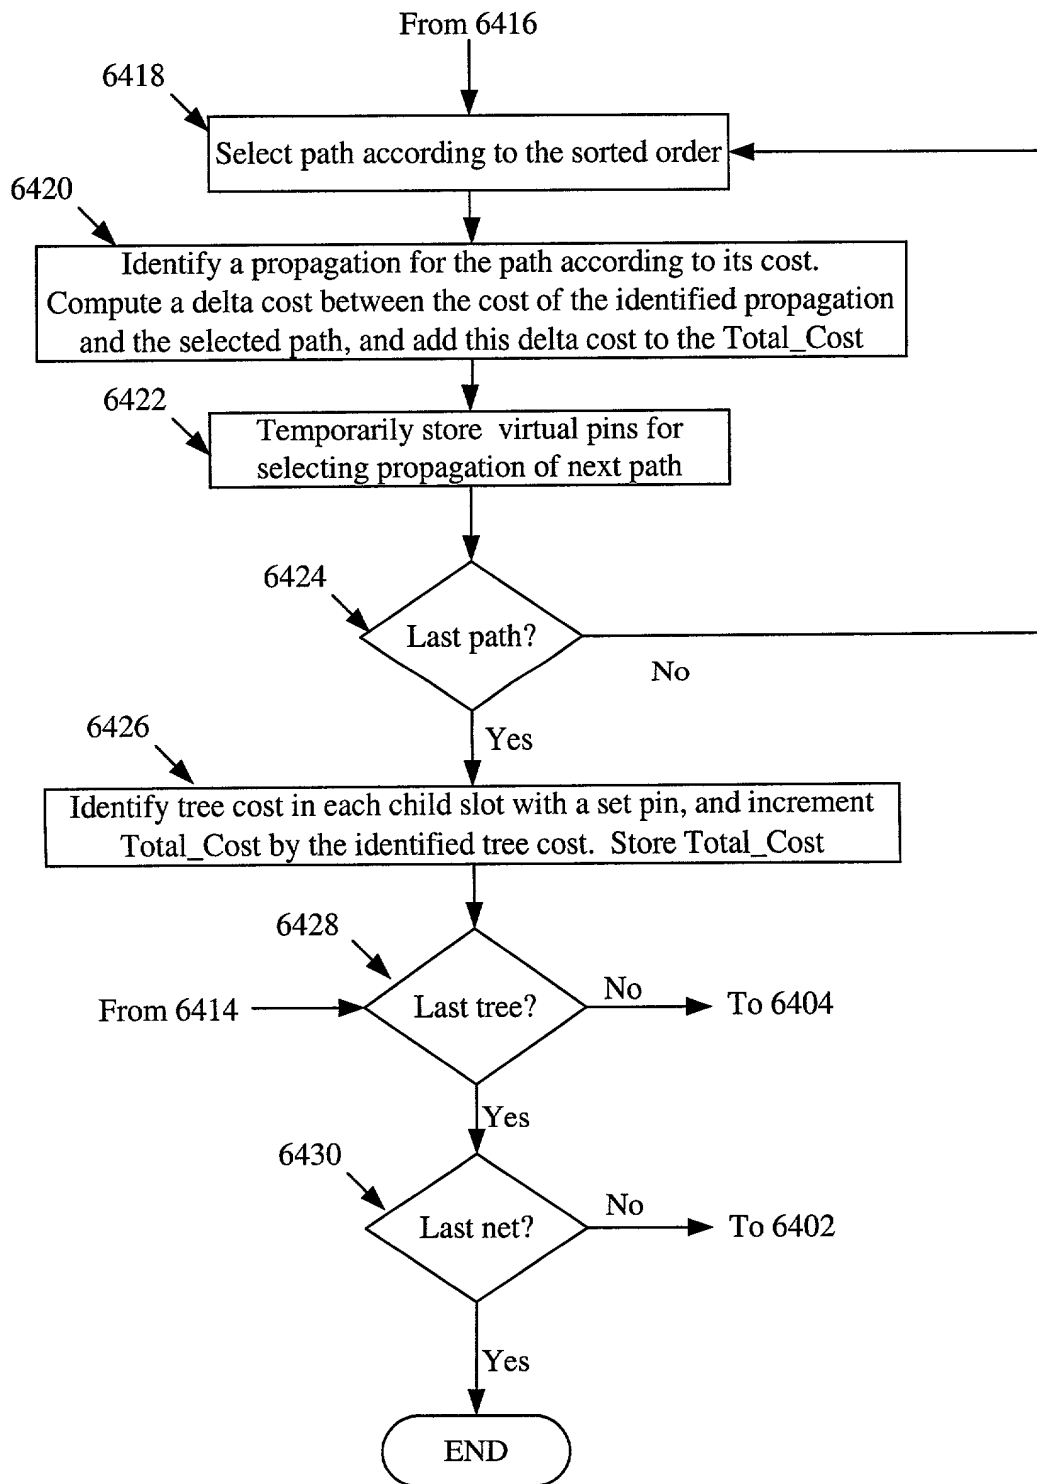 From 6416
6418
Select path according to the sorted order
6420
Identify a propagation for the path according to its cost.
Compute a delta cost between the cost of the identified propagation
and the selected path, and add this delta cost to the Total_Cost
6422
Temporarily store virtual pins for
selecting propagation of next path
6424
Last path?
No
Yes
6426
Identify tree cost in each child slot with a set pin, and increment
Total_Cost by the identified tree cost. Store Total_Cost
6428
From 6414
Last tree?
No
To 6404
Yes
6430
Last net?
No
To 6402
Yes
END